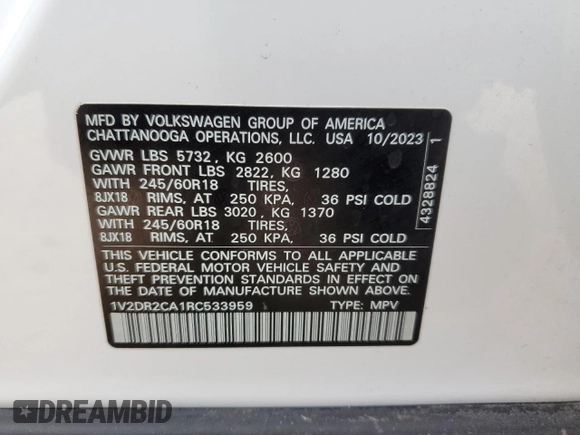 MFD BY VOLKSWAGEN GROUP OF AMERICA
CHATTANOOGA OPERATIONS, LLC. USA 10/2023
GVWR LBS 5732, KG 2600
GAWR FRONT LBS 2822, KG 1280
WITH 245/60R18 TIRES,
8JX18 RIMS, AT 250 KPA, 36 PSI COLD
GAWR REAR LBS 3020, KG 1370
WITH 245/60R18 TIRES,
8JX18 RIMS, AT 250 KPA, 36 PSI COLD
THIS VEHICLE CONFORMS TO ALL APPLICABLE
U.S. FEDERAL MOTOR VEHICLE SAFETY AND
THEFT PREVENTION STANDARDS IN EFFECT ON
THE DATE OF MANUFACTURE SHOWN ABOVE
1V2DR2CA1RC533959 TYPE: MPV
4328824 1
DREAMBID